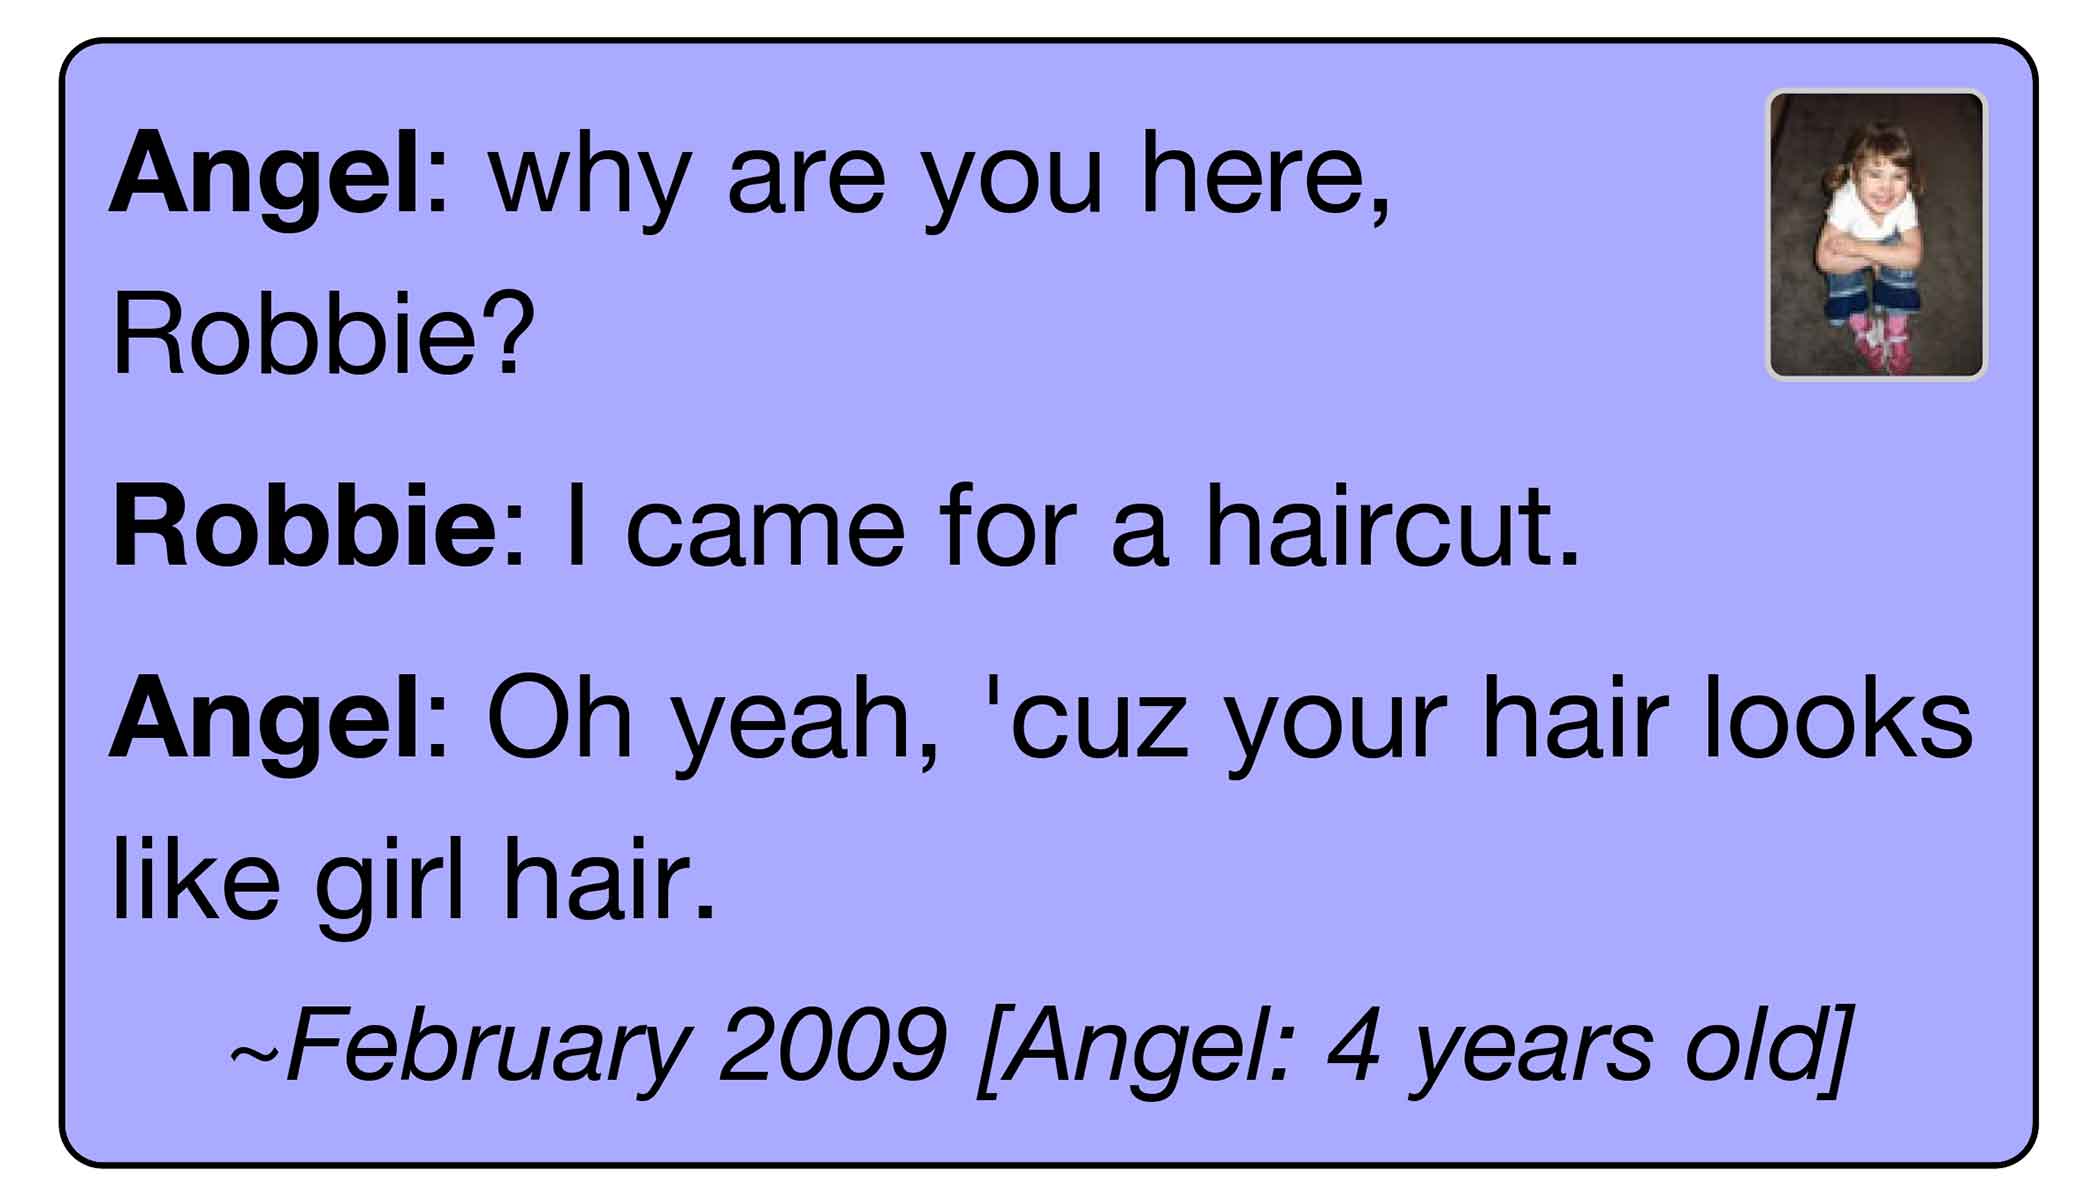 Angel: why are you here,
Robbie?
Robbie: I came for a haircut.
Angel: Oh yeah, 'cuz your hair looks
like girl hair.
~February 2009 [Angel: 4 years old]